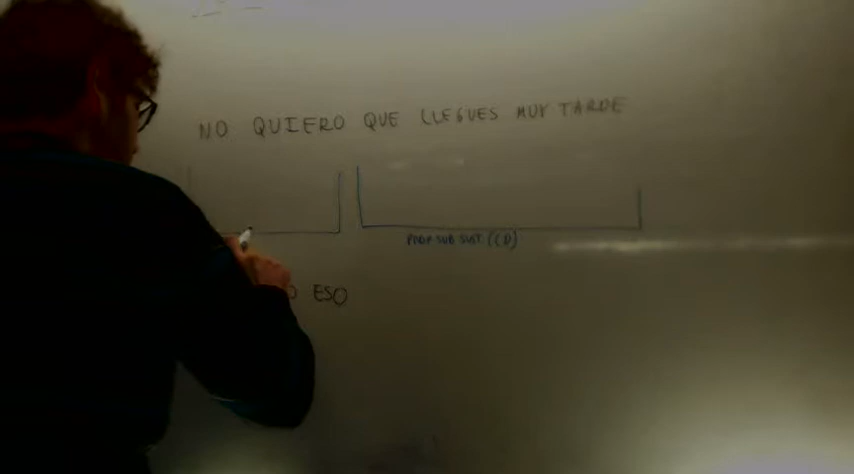 NO QUIERO QUE LLEGUES MUY TARDE
PROP SUB SUST. (CD)
O ESO